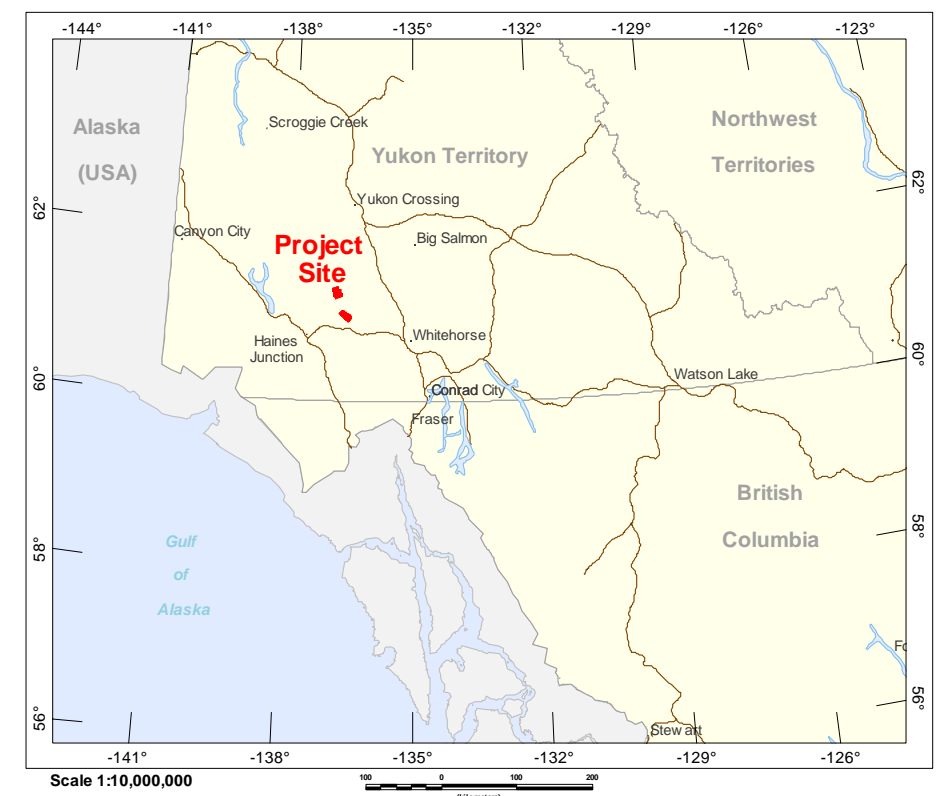 -144° -141° -138° -137° -135° -132° -129° -126° -123°
Alaska
(USA)
Scroggie Creek
Yukon Territory
Northwest
Territories
62°
62°
Yukon Crossing
Canyon City
Big Salmon
Project
Site
Haines
Junction
Whitehorse
60°
60°
Watson Lake
Conrad City
Fraser
British
Columbia
58°
58°
Gulf
of
Alaska
56°
56°
Stewart
-141° -138° -135° -132° -129° -126°
Scale 1:10,000,000
100 0 100 200
(kilometers)